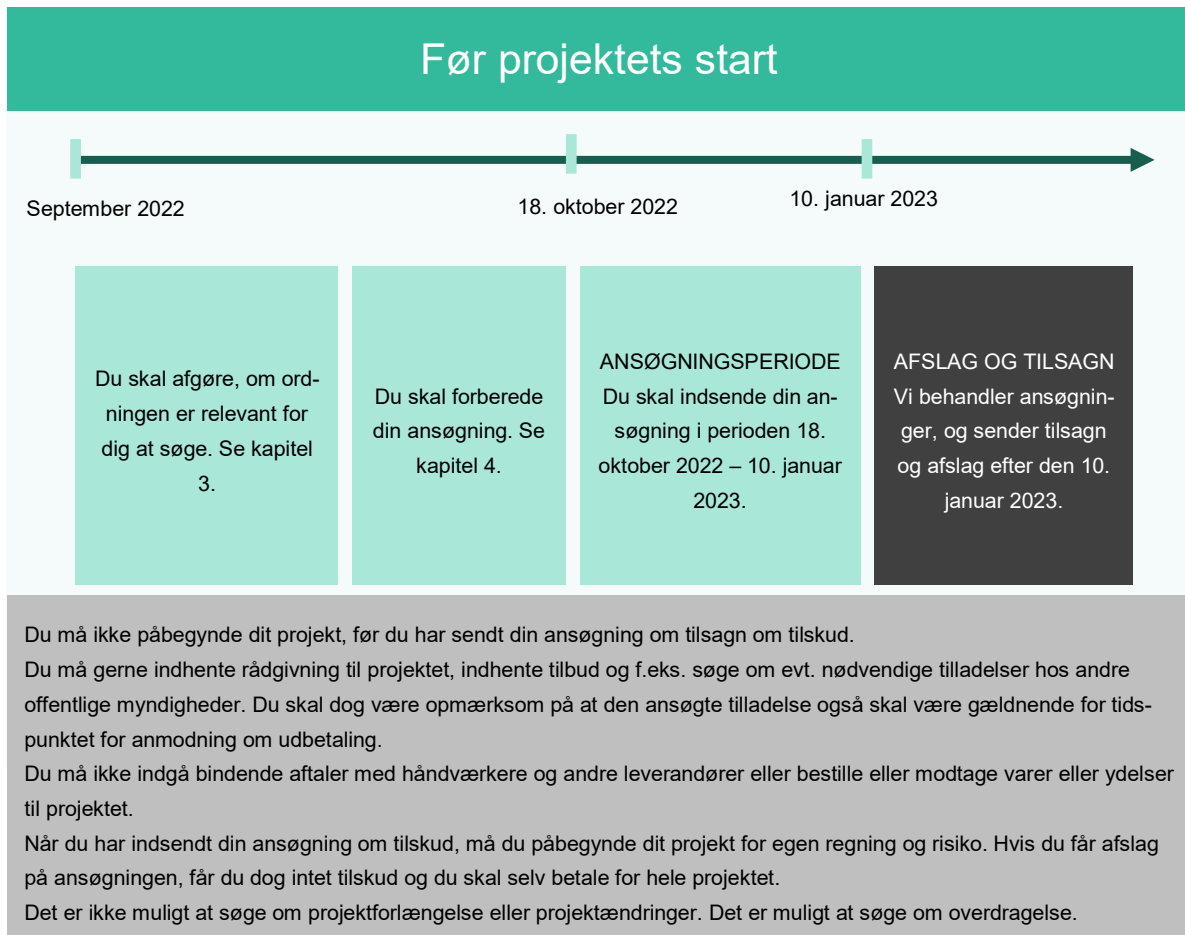 Før projektets start
September 2022
18. oktober 2022
10. januar 2023
Du skal afgøre, om ord-
ningen er relevant for
dig at søge. Se kapitel
3.
Du skal forberede
din ansøgning. Se
kapitel 4.
ANSØGNINGSPERIODE
Du skal indsende din an-
søgning i perioden 18.
oktober 2022 – 10. januar
2023.
AFSLAG OG TILSAGN
Vi behandler ansøgnin-
ger, og sender tilsagn
og afslag efter den 10.
januar 2023.
Du må ikke påbegynde dit projekt, før du har sendt din ansøgning om tilsagn om tilskud.
Du må gerne indhente rådgivning til projektet, indhente tilbud og f.eks. søge om evt. nødvendige tilladelser hos andre
offentlige myndigheder. Du skal dog være opmærksom på at den ansøgte tilladelse også skal være gældnende for tids-
punktet for anmodning om udbetaling.
Du må ikke indgå bindende aftaler med håndværkere og andre leverandører eller bestille eller modtage varer eller ydelser
til projektet.
Når du har indsendt din ansøgning om tilskud, må du påbegynde dit projekt for egen regning og risiko. Hvis du får afslag
på ansøgningen, får du dog intet tilskud og du skal selv betale for hele projektet.
Det er ikke muligt at søge om projektforlængelse eller projektændringer. Det er muligt at søge om overdragelse.